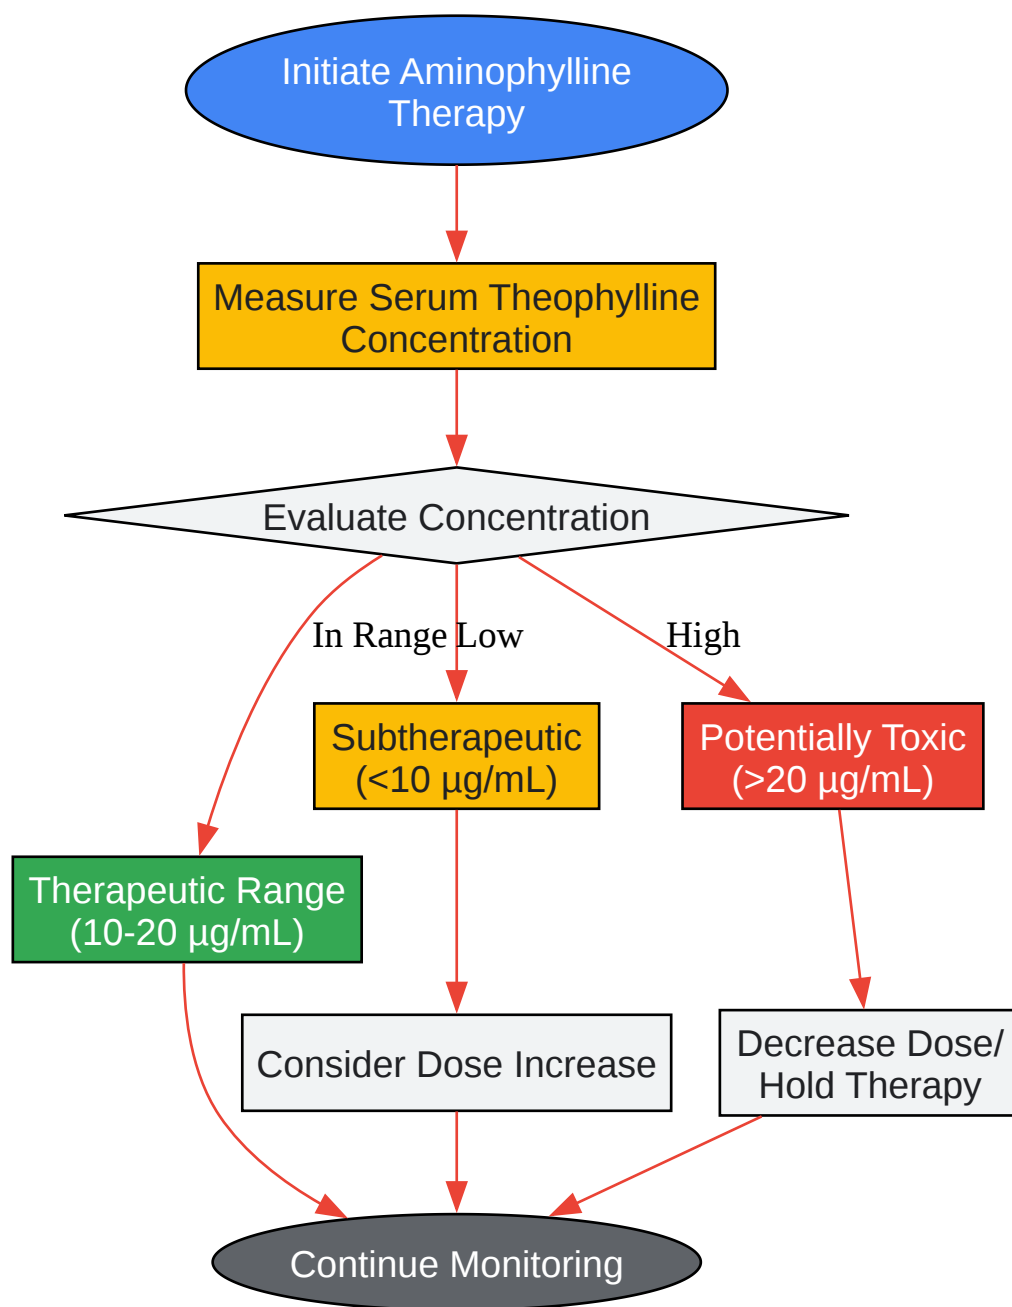 Initiate Aminophylline
Therapy
Measure Serum Theophylline
Concentration
Evaluate Concentration
In Range
Low
High
Subtherapeutic
(<10 µg/mL)
Potentially Toxic
(>20 µg/mL)
Therapeutic Range
(10-20 µg/mL)
Consider Dose Increase
Decrease Dose/
Hold Therapy
Continue Monitoring